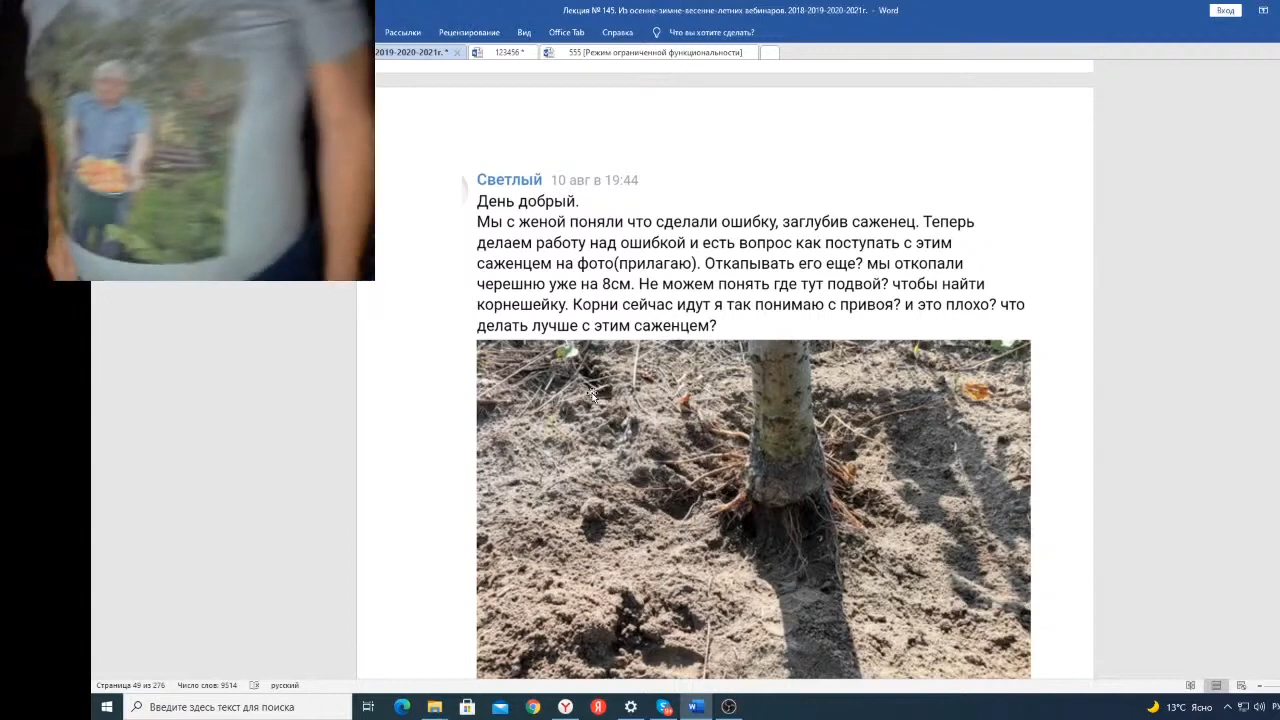 Лекция № 145. Из осенне-зимне-весенне-летних вебинаров. 2018-2019-2020-2021г. - Word
Вход
Рассылки Рецензирование Вид Office Tab Справка Что вы хотите сделать?
2019-2020-2021г. * 123456 * 555 [Режим ограниченной функциональности]
Светлый 10 авг в 19:44
День добрый.
Мы с женой поняли что сделали ошибку, заглубив саженец. Теперь
делаем работу над ошибкой и есть вопрос как поступать с этим
саженцем на фото(прилагаю). Откапывать его еще? мы откопали
черешню уже на 8см. Не можем понять где тут подвой? чтобы найти
корнешейку. Корни сейчас идут я так понимаю с привоя? и это плохо? что
делать лучше с этим саженцем?
Страница 49 из 276 Число слов: 9514 русский
Введите здесь текст для поиска
13°C Ясно